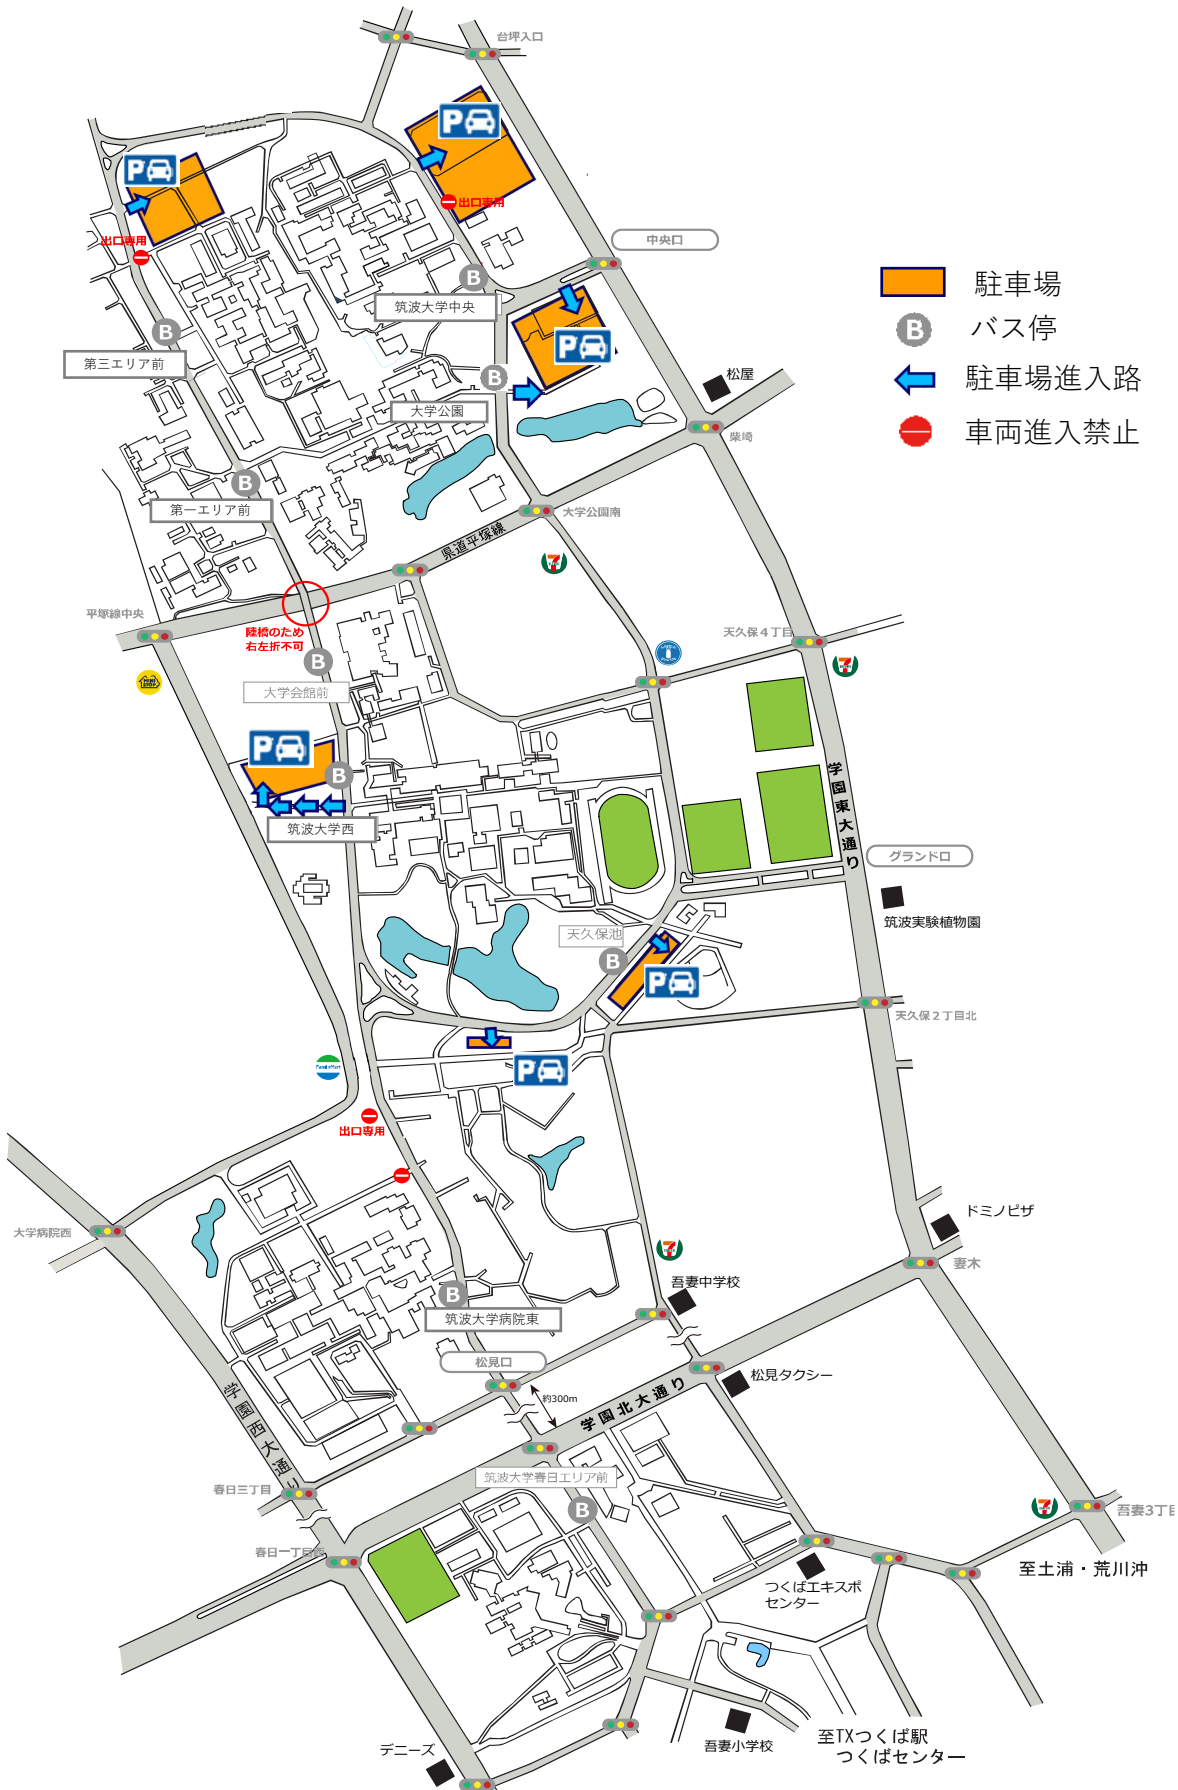 台坪入口
P
P
出口専用
出口専用
中央口
B
筑波大学中央
駐車場
B
バス停
駐車場進入路
車両進入禁止
B
第三エリア前
P
B
大学公園
松屋
柴崎
B
第一エリア前
大学公園南
県道平塚線
平塚線中央
陸橋のため
右左折不可
天久保４丁目
B
大学会館前
P
B
筑波大学西
学園東大通り
グランド口
筑波実験植物園
天久保池
B
P
天久保２丁目北
P
FamilyMart
出口専用
大学病院西
ドミノピザ
妻木
吾妻中学校
B
筑波大学病院東
松見口
約300m
松見タクシー
学園北大通り
学園西大通り
春日三丁目
筑波大学春日エリア前
B
吾妻3丁目
春日一丁目西
至土浦・荒川沖
つくばエキスポ
センター
至TXつくば駅
つくばセンター
吾妻小学校
デニーズ